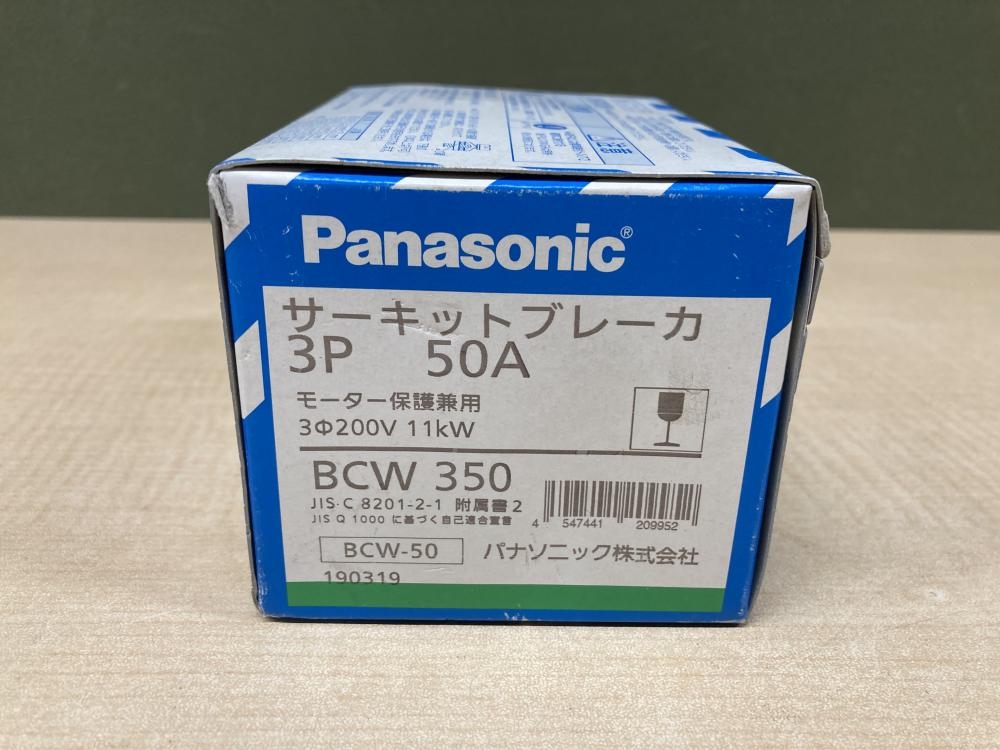 Panasonic®
サーキットブレーカ
3P 50A
モーター保護兼用
3Φ200V 11kW
BCW 350
JIS C 8201-2-1 附属書2
JIS Q 1000 に基づく自己適合宣言
4 547441 209952
BCW-50 パナソニック株式会社
190319